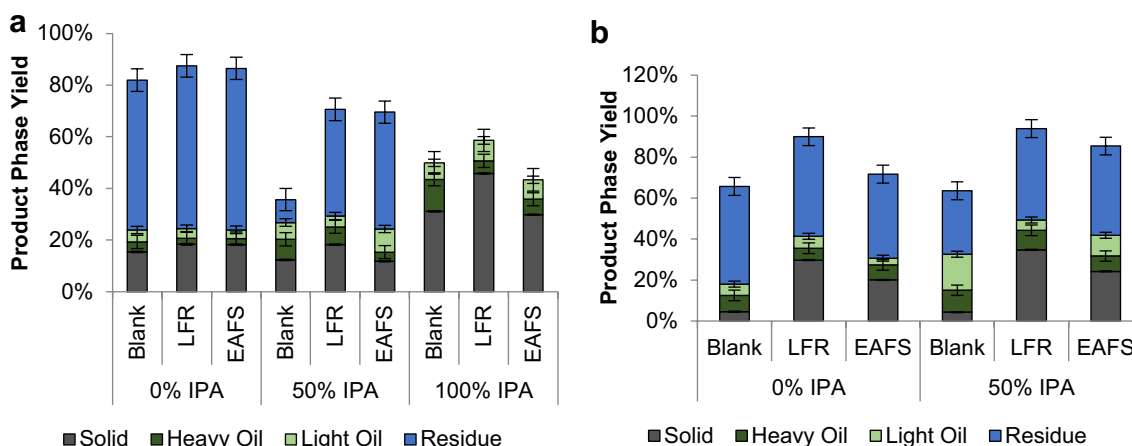 a
Product Phase Yield
100%
80%
60%
40%
20%
0%
Blank LFR EAFS Blank LFR EAFS Blank LFR EAFS
0% IPA 50% IPA 100% IPA
Solid Heavy Oil Light Oil Residue
b
Product Phase Yield
120%
100%
80%
60%
40%
20%
0%
Blank LFR EAFS Blank LFR EAFS
0% IPA 50% IPA
Solid Heavy Oil Light Oil Residue